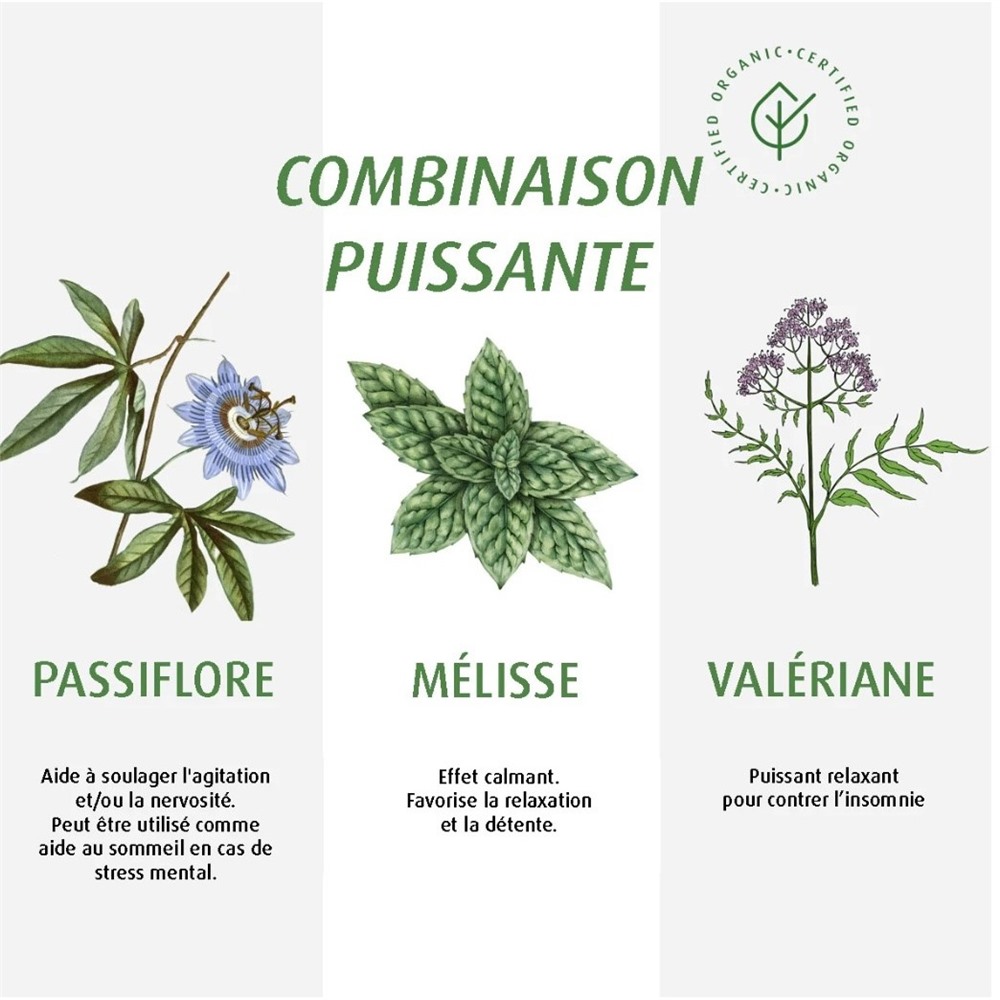 CERTIFIED ORGANIC • CERTIFIED ORGANIC •
COMBINAISON
PUISSANTE
PASSIFLORE
Aide à soulager l'agitation
et/ou la nervosité.
Peut être utilisé comme
aide au sommeil en cas de
stress mental.
MÉLISSE
Effet calmant.
Favorise la relaxation
et la détente.
VALÉRIANE
Puissant relaxant
pour contrer l’insomnie